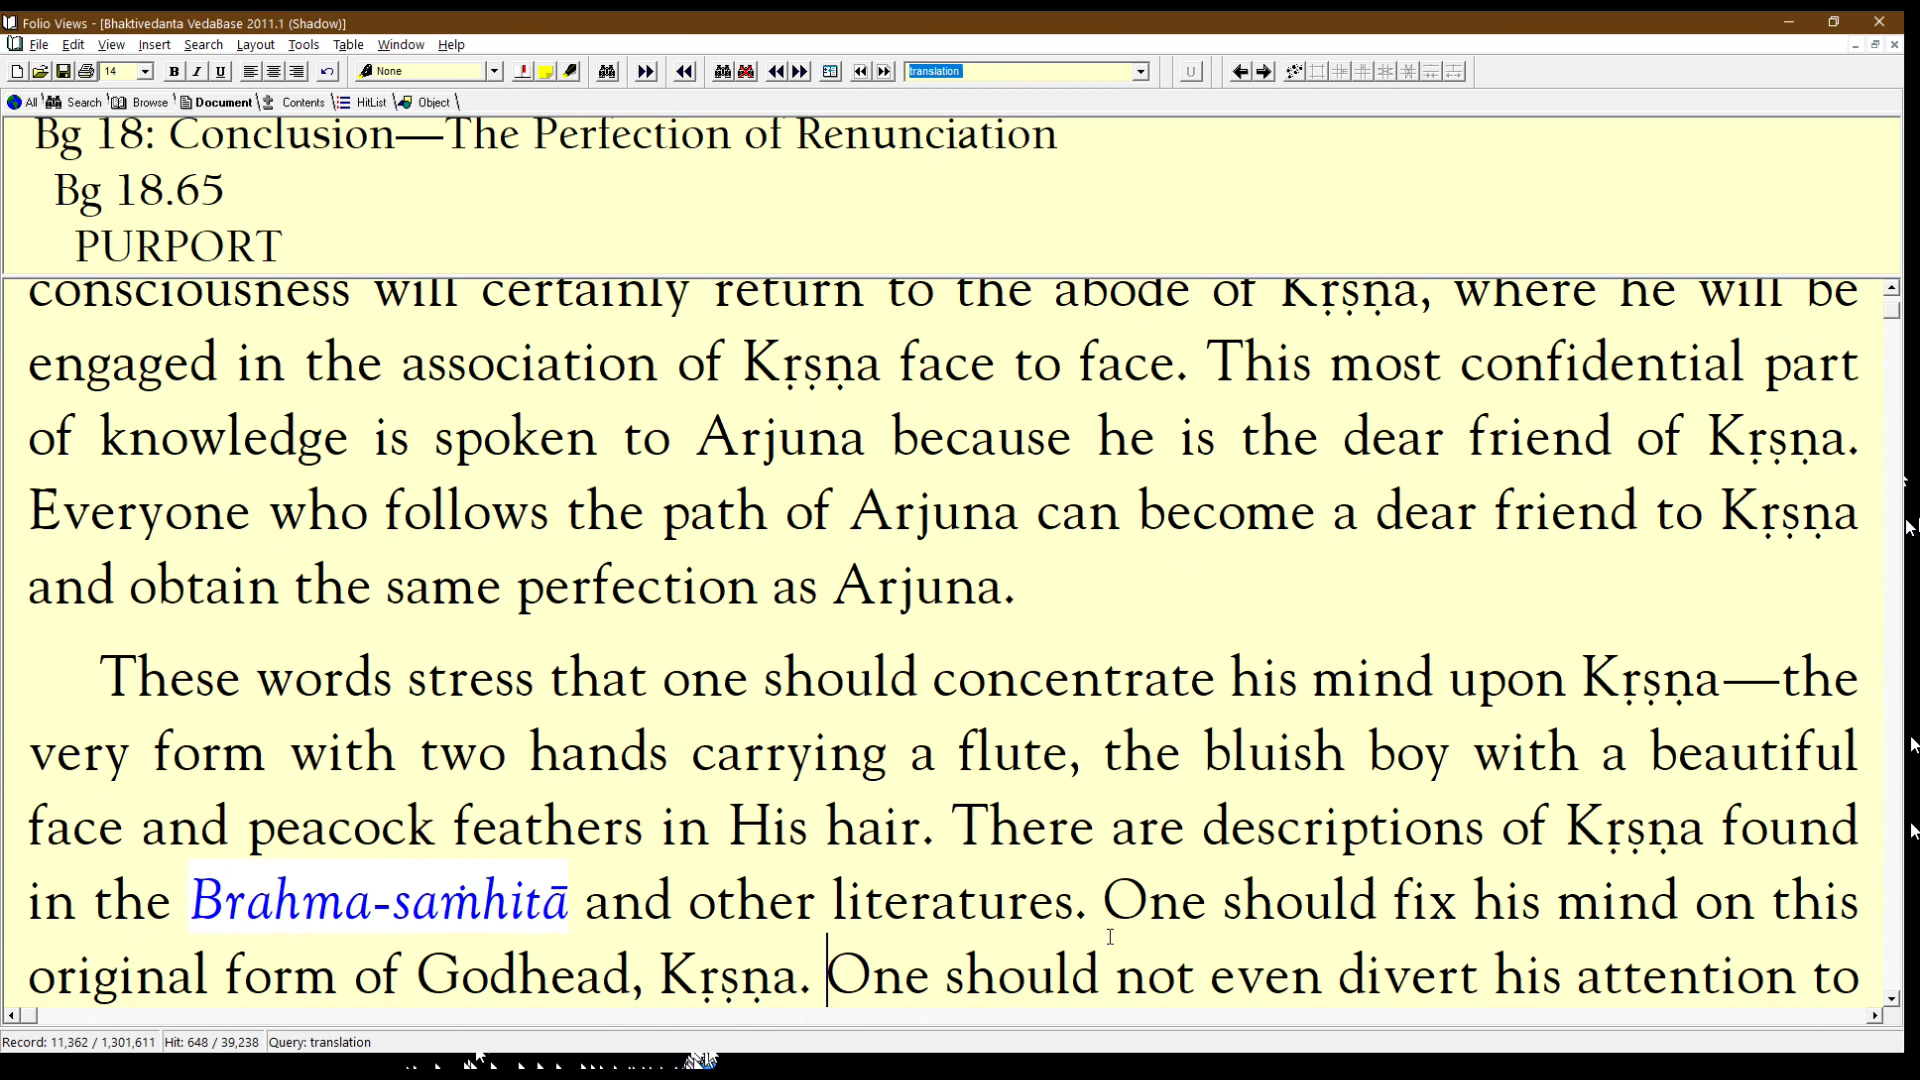 Folio Views - [Bhaktivedanta VedaBase 2011.1 (Shadow)]
File Edit View Insert Search Layout Tools Table Window Help
14 B I U None translation U
All Search Browse Document Contents HitList Object
Bg 18: Conclusion—The Perfection of Renunciation
Bg 18.65
PURPORT
consciousness will certainly return to the abode of Kṛṣṇa, where he will be
engaged in the association of Kṛṣṇa face to face. This most confidential part
of knowledge is spoken to Arjuna because he is the dear friend of Kṛṣṇa.
Everyone who follows the path of Arjuna can become a dear friend to Kṛṣṇa
and obtain the same perfection as Arjuna.
These words stress that one should concentrate his mind upon Kṛṣṇa—the
very form with two hands carrying a flute, the bluish boy with a beautiful
face and peacock feathers in His hair. There are descriptions of Kṛṣṇa found
in the Brahma-saṁhitā and other literatures. One should fix his mind on this
original form of Godhead, Kṛṣṇa. One should not even divert his attention to
Record: 11,362 / 1,301,611 Hit: 648 / 39,238 Query: translation